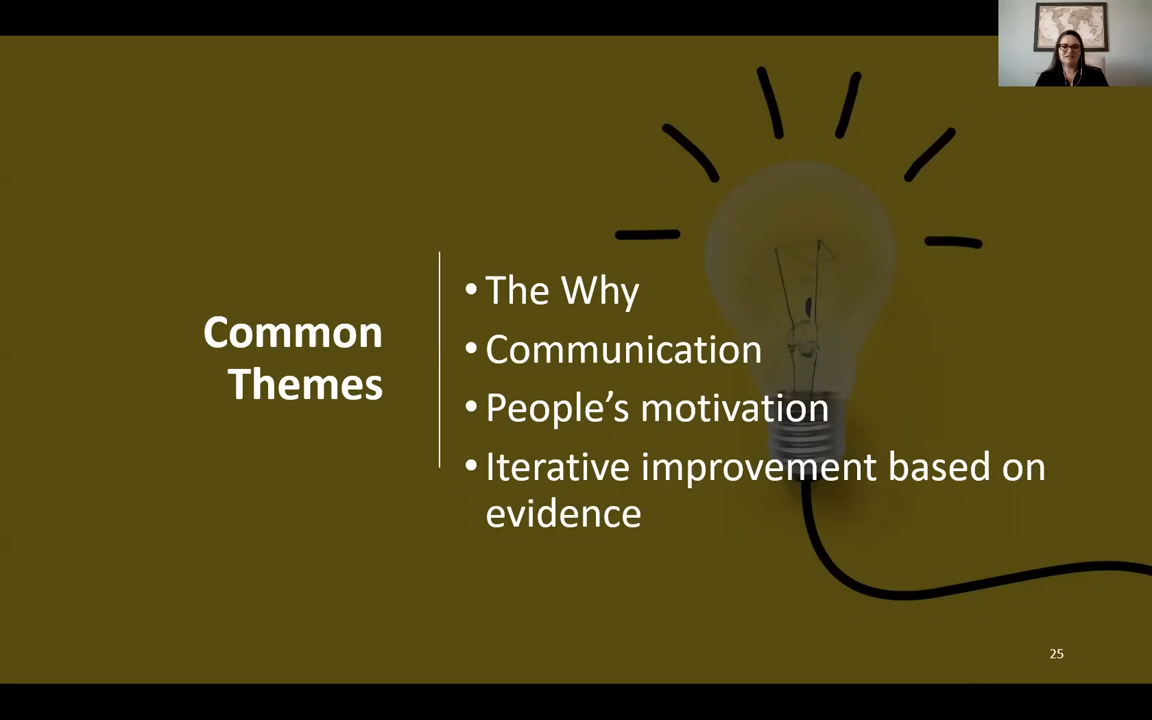 Common
Themes
• The Why
• Communication
• People’s motivation
• Iterative improvement based on
evidence
25